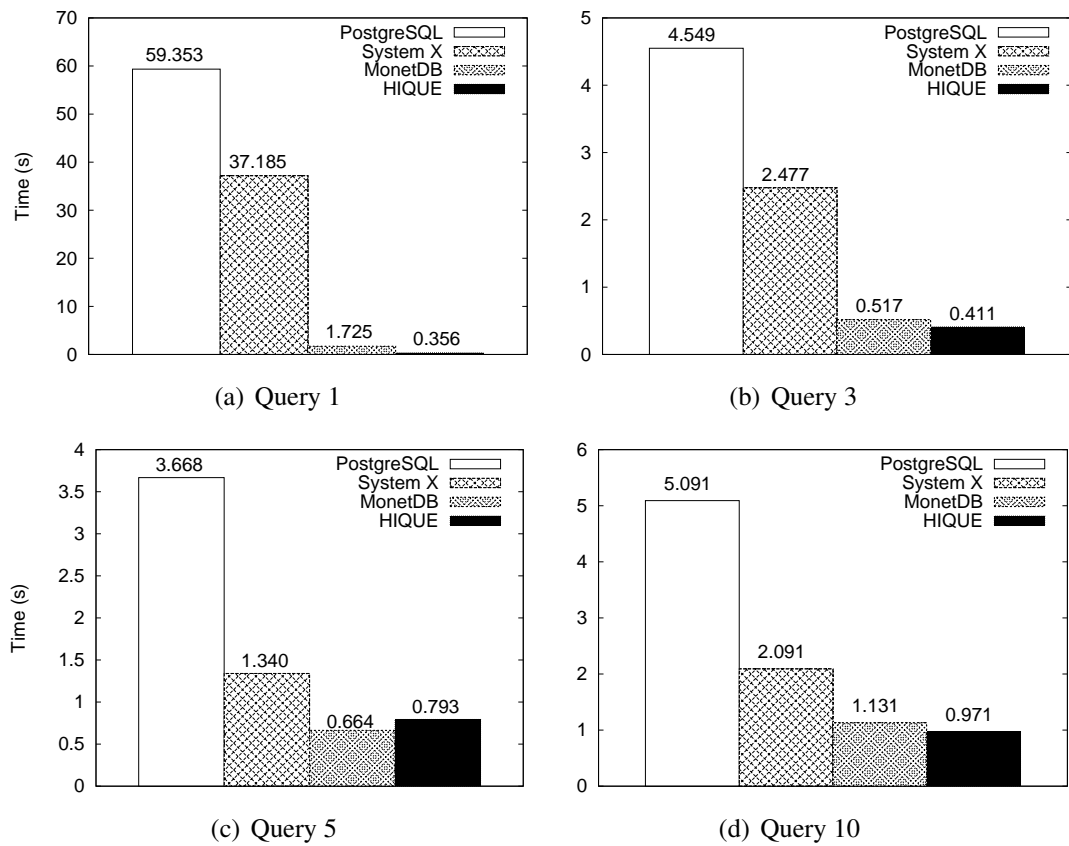 70
60
50
40
30
20
10
0
Time (s)
59.353
37.185
1.725
0.356
PostgreSQL
System X
MonetDB
HIQUE
(a) Query 1
5
4
3
2
1
0
4.549
2.477
0.517
0.411
PostgreSQL
System X
MonetDB
HIQUE
(b) Query 3
4
3.5
3
2.5
2
1.5
1
0.5
0
Time (s)
3.668
1.340
0.664
0.793
PostgreSQL
System X
MonetDB
HIQUE
(c) Query 5
6
5
4
3
2
1
0
5.091
2.091
1.131
0.971
PostgreSQL
System X
MonetDB
HIQUE
(d) Query 10